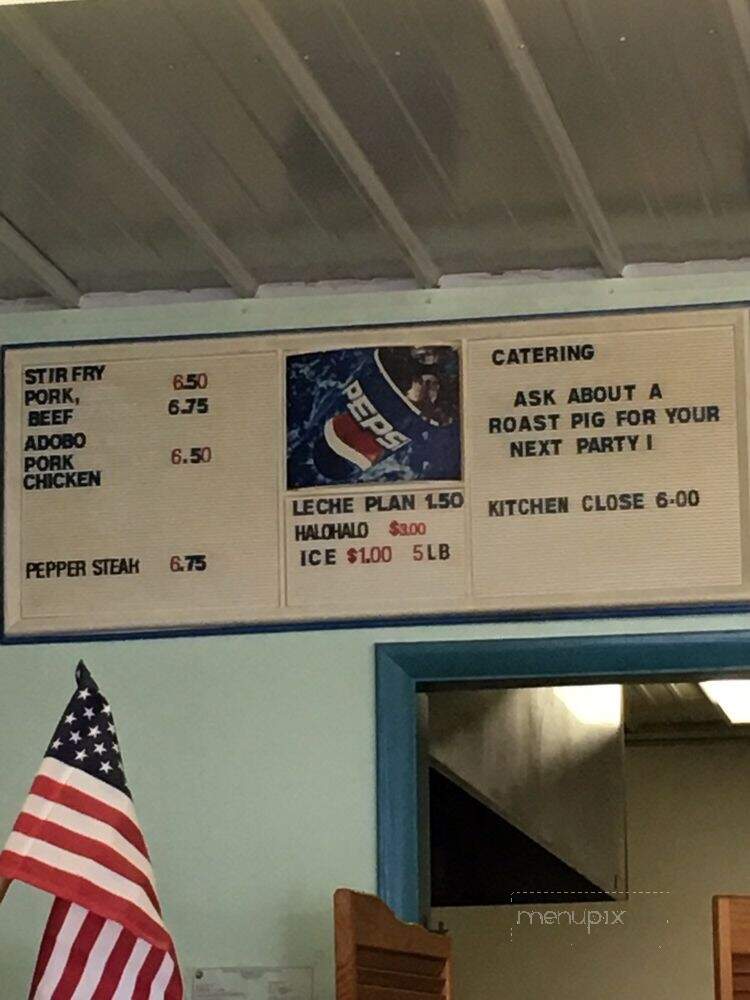 STIR FRY 6.50
PORK,
BEEF 6.75
ADOBO
PORK 6.50
CHICKEN
PEPPER STEAK 6.75
PEPS
LECHE PLAN 1.50
HALOHALO $3.00
ICE $1.00 5LB
CATERING
ASK ABOUT A
ROAST PIG FOR YOUR
NEXT PARTY !
KITCHEN CLOSE 6-00
menupix